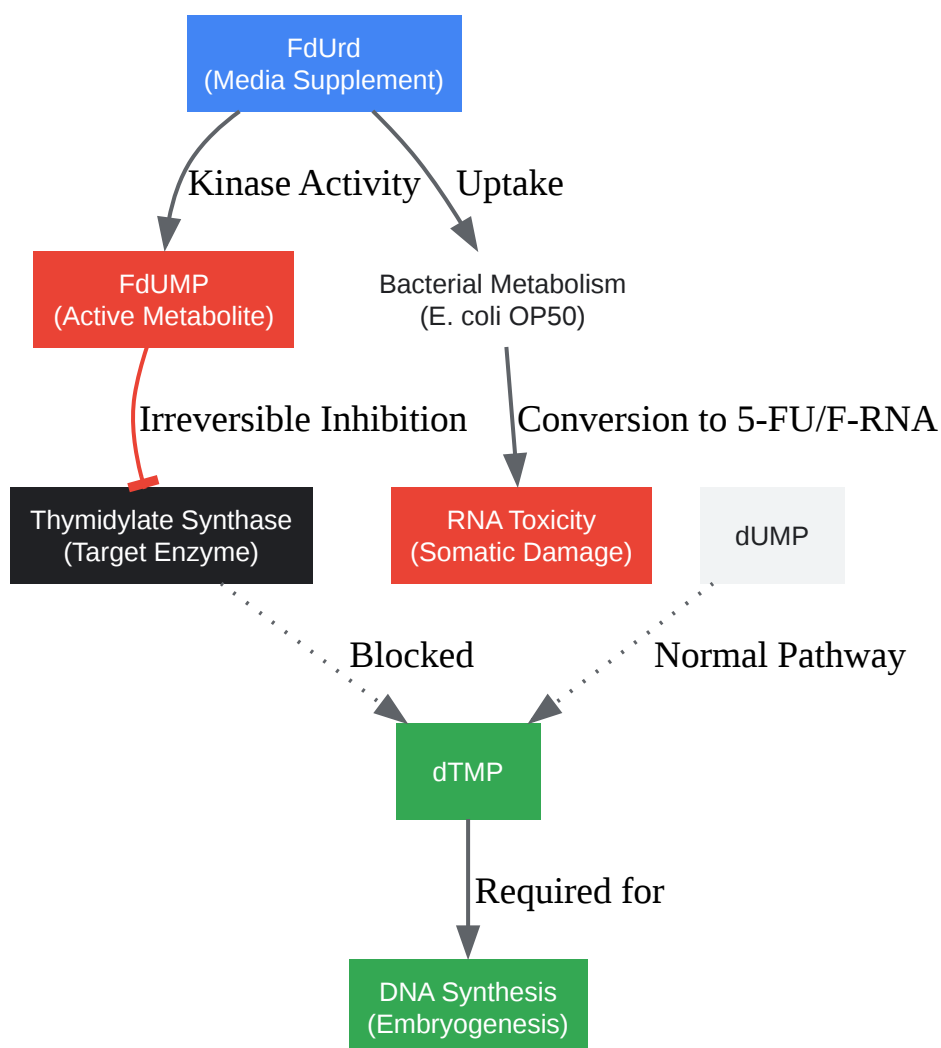 FdUrd
(Media Supplement)
Kinase Activity
Uptake
FdUMP
(Active Metabolite)
Bacterial Metabolism
(E. coli OP50)
Irreversible Inhibition
Conversion to 5-FU/F-RNA
Thymidylate Synthase
(Target Enzyme)
RNA Toxicity
(Somatic Damage)
dUMP
Blocked
Normal Pathway
dTMP
Required for
DNA Synthesis
(Embryogenesis)